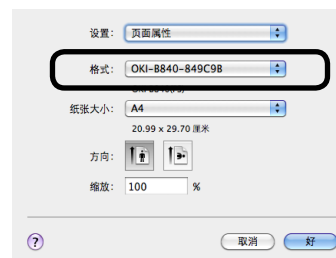 设置： 页面属性
格式： OKI-B840-849C9B
纸张大小： A4
20.99 x 29.70 厘米
方向：
缩放： 100 %
? 取消 好